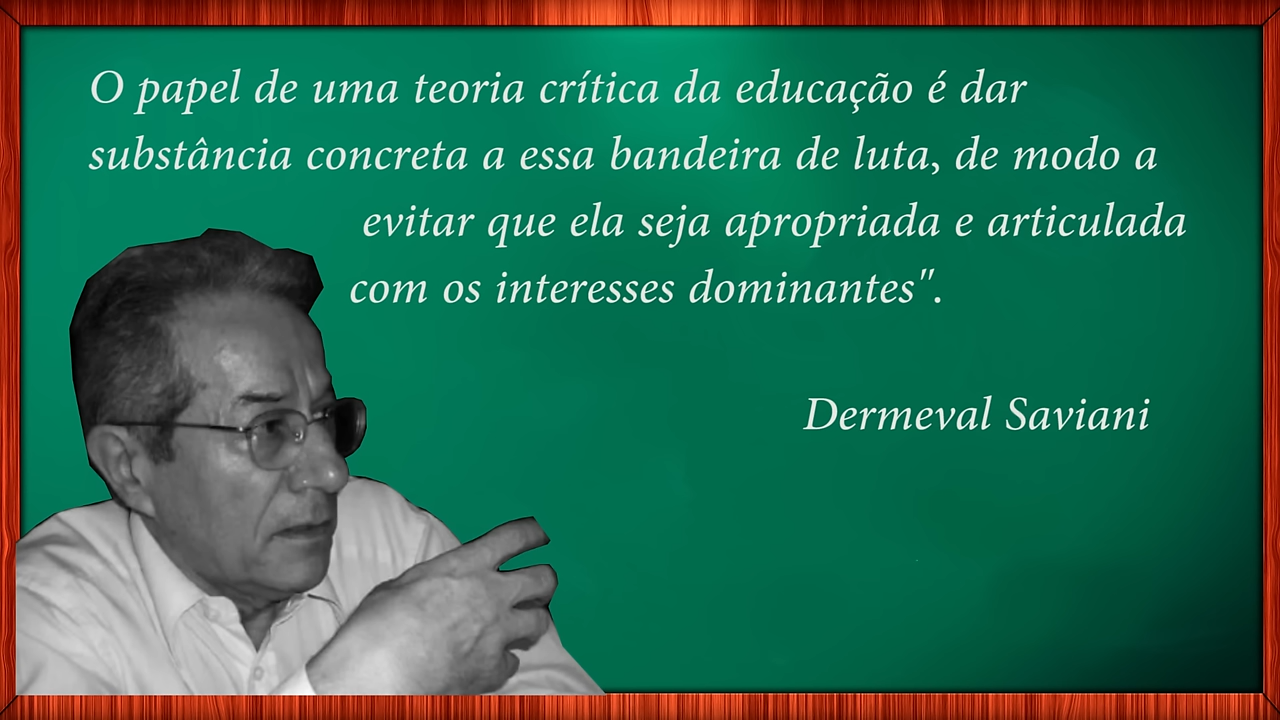 O papel de uma teoria crítica da educação é dar
substância concreta a essa bandeira de luta, de modo a
evitar que ela seja apropriada e articulada
com os interesses dominantes".
Dermeval Saviani